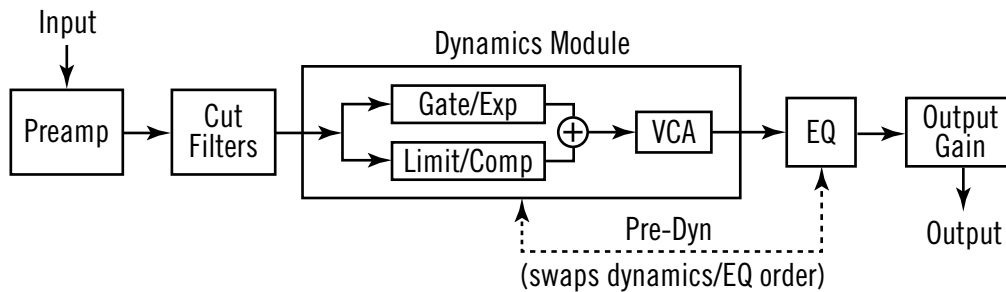 Input
Preamp
Cut
Filters
Dynamics Module
Gate/Exp
Limit/Comp
VCA
EQ
Output
Gain
Output
Pre-Dyn
(swaps dynamics/EQ order)